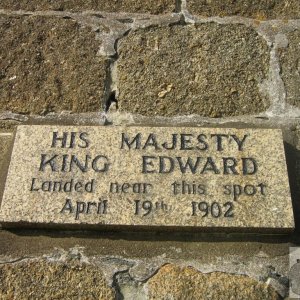 HIS MAJESTY
KING EDWARD
Landed near this spot
April 19th 1902